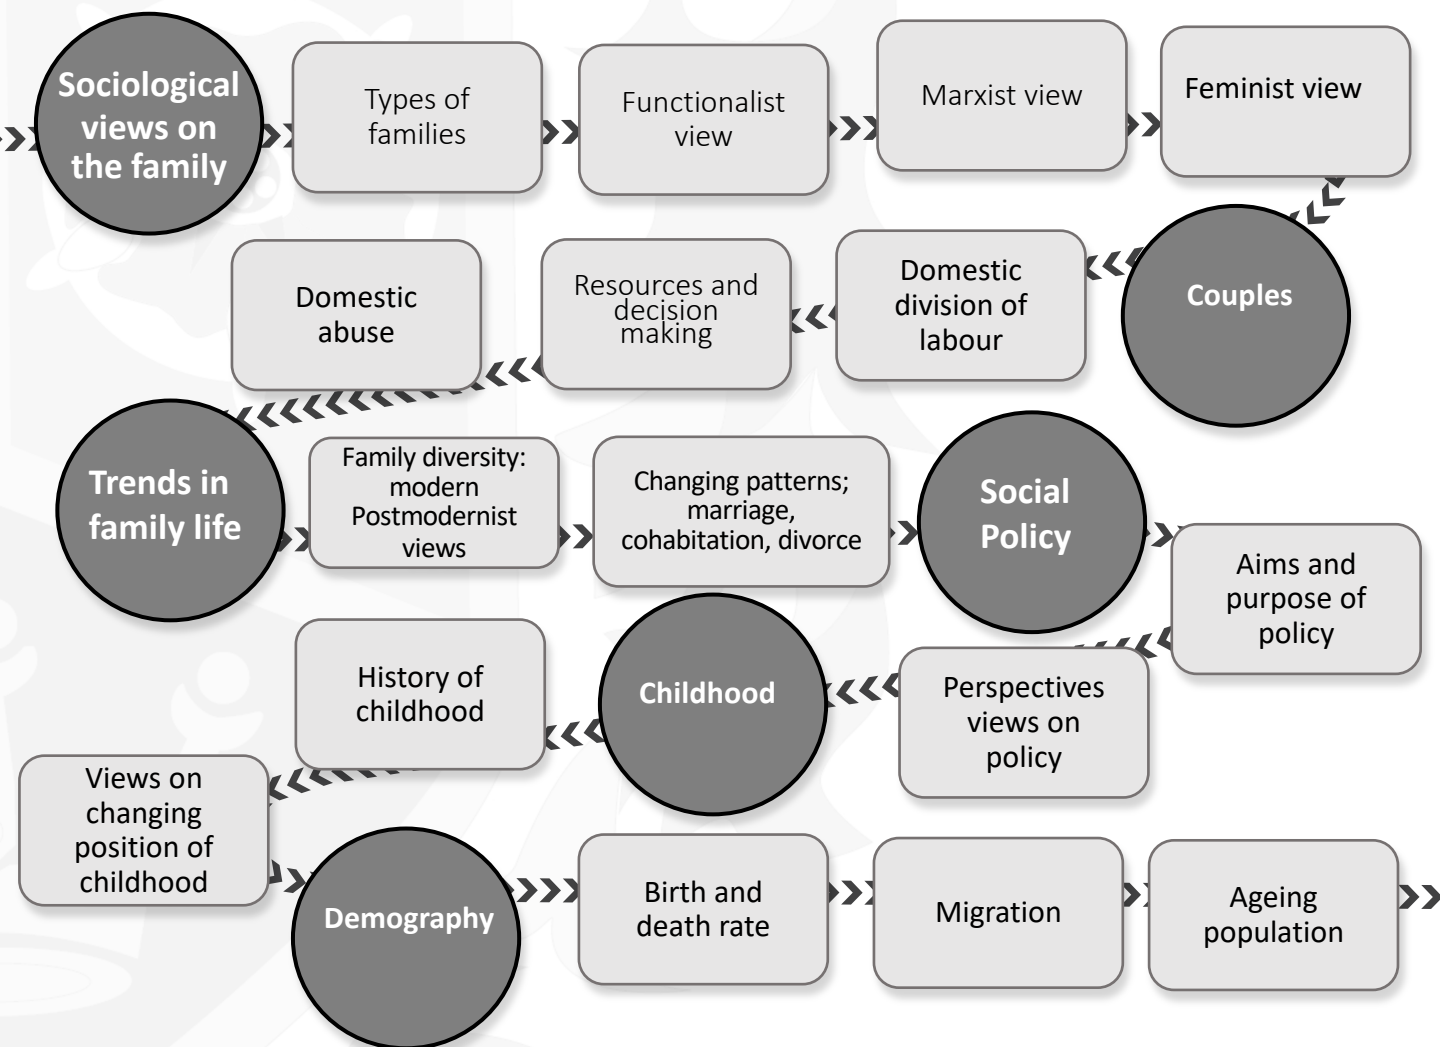 Sociological
views on
the family
Types of
families
Functionalist
view
Marxist view
Feminist view
Couples
Domestic
division of
labour
Resources and
decision
making
Domestic
abuse
Trends in
family life
Family diversity:
modern
Postmodernist
views
Changing patterns;
marriage,
cohabitation, divorce
Social
Policy
Aims and
purpose of
policy
Perspectives
views on
policy
Childhood
History of
childhood
Views on
changing
position of
childhood
Demography
Birth and
death rate
Migration
Ageing
population